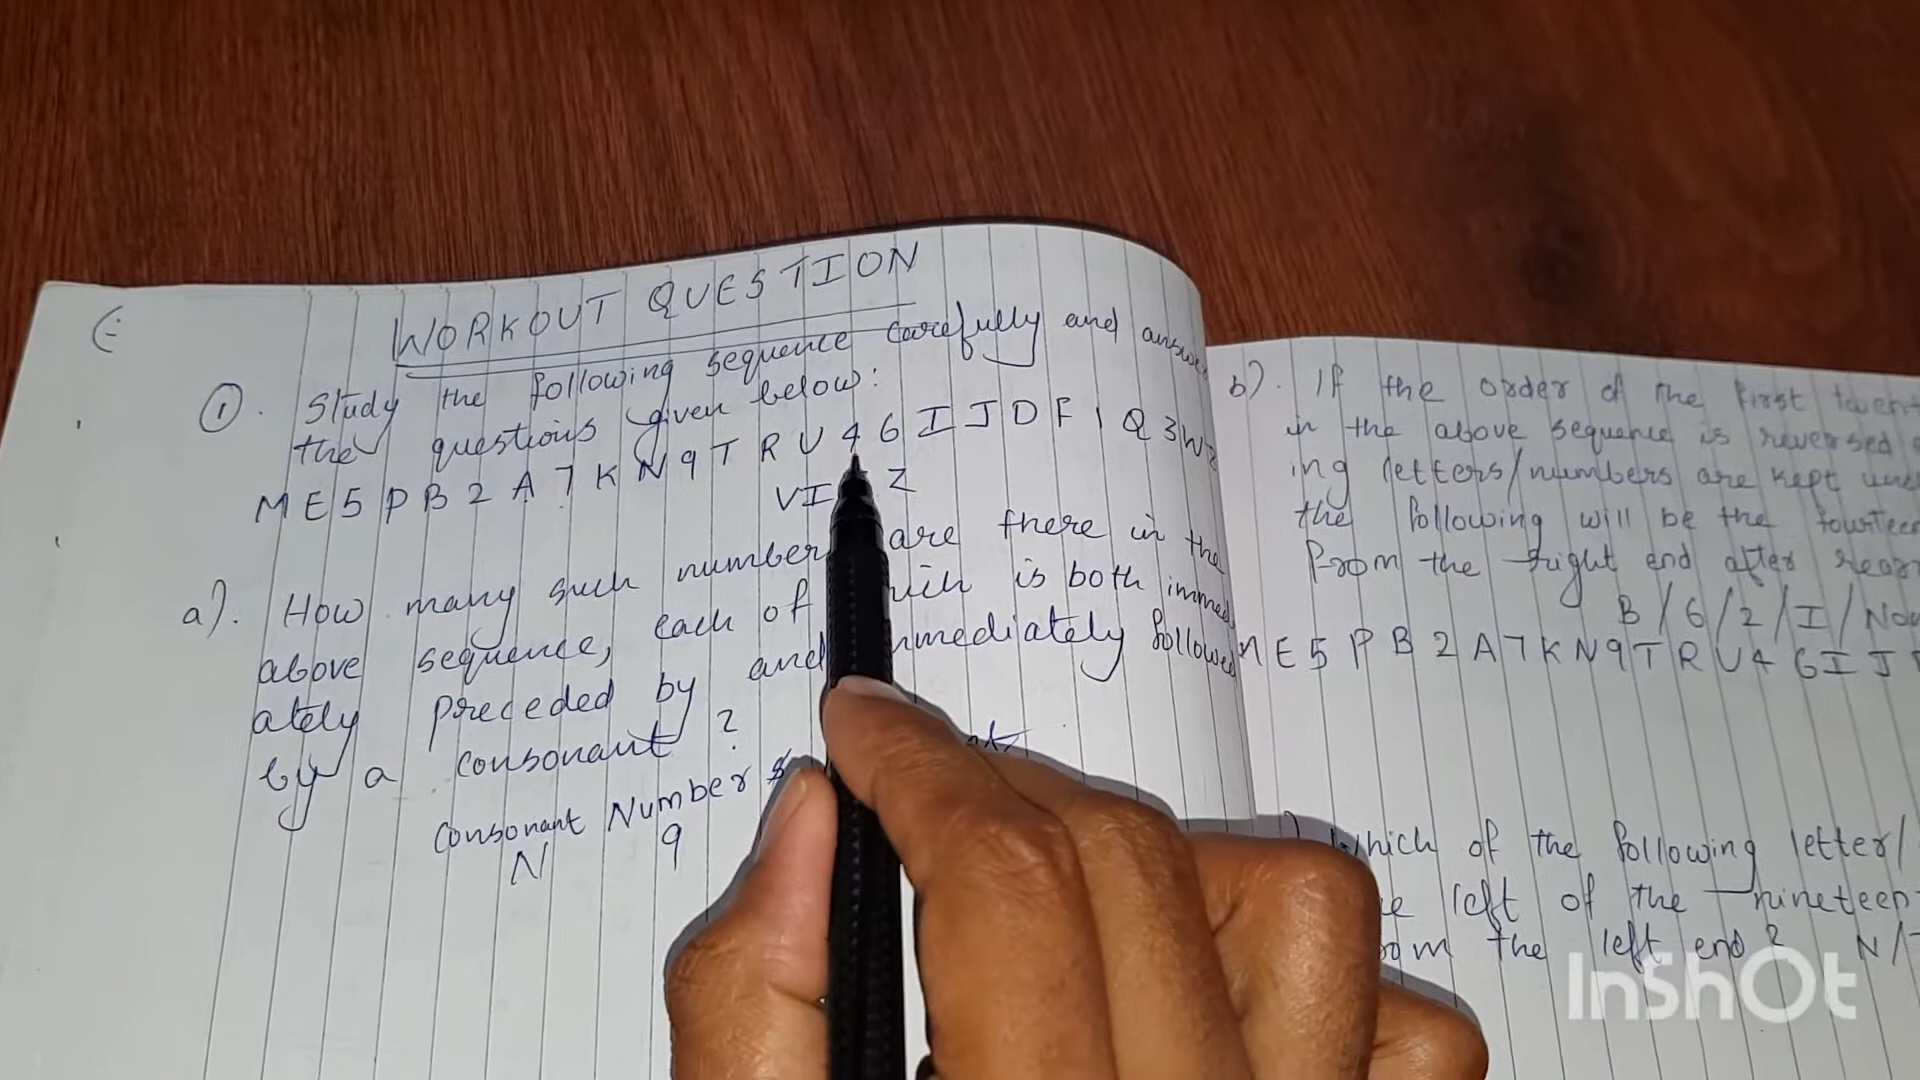 WORKOUT QUESTION
①. Study the following sequence carefully and answer
the questions given below:
M E 5 P B 2 A 7 K N 9 T R U 4 6 I J D F 1 Q 3 W
VI Z
a). How many such number are there in the
above sequence, each of which is both immedi
ately preceded by and immediately followed
by a consonant ?
Consonant Number
N 9
b). If the order of the first twent
in the above sequence is reversed
ing letters/numbers are kept
the following will be the fourteen
from the right end after rear
B / 6 / 2 / I / Non
M E 5 P B 2 A 7 K N 9 T R U 4 6 I J
Which of the following letter/
left of the nineteen
the left end? N/
InShOt